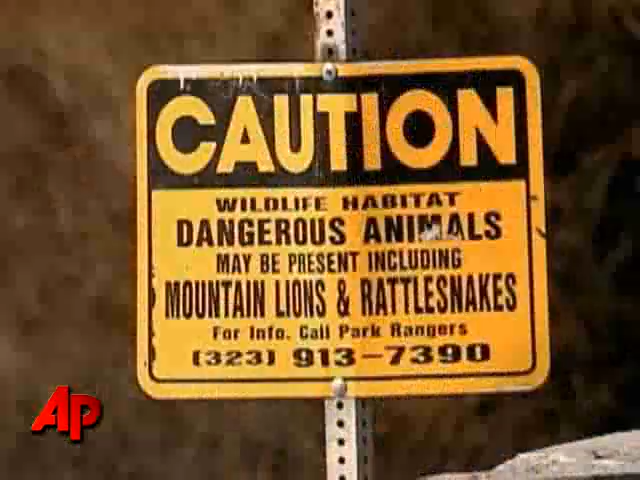 CAUTION
WILDLIFE HABITAT
DANGEROUS ANIMALS
MAY BE PRESENT INCLUDING
MOUNTAIN LIONS & RATTLESNAKES
For Info. Call Park Rangers
(323) 913-7390
AP